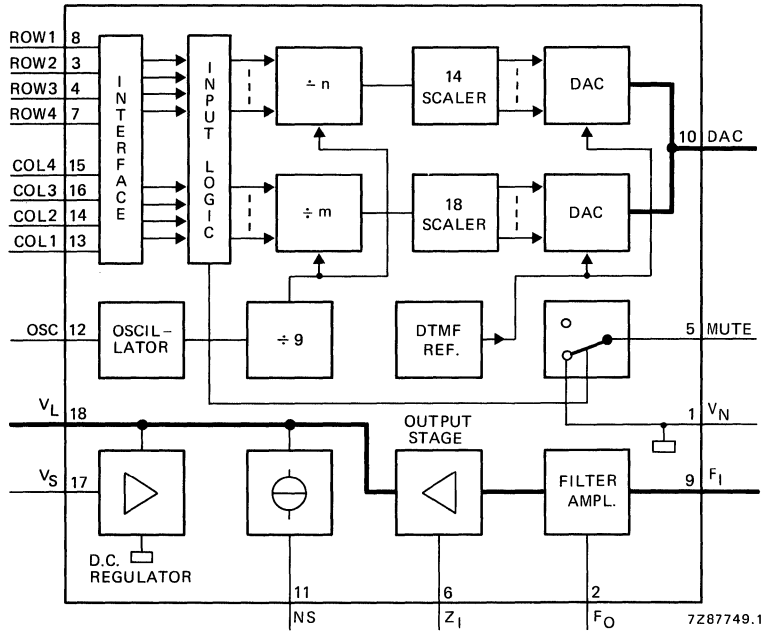 ROW1 8
ROW2 3
ROW3 4
ROW4 7
COL4 15
COL3 16
COL2 14
COL1 13
INTERFACE
INPUT LOGIC
÷ n
14
SCALER
DAC
10 DAC
÷ m
18
SCALER
DAC
OSC 12
OSCIL–
LATOR
÷ 9
DTMF
REF.
5 MUTE
VL 18
OUTPUT
STAGE
1 VN
VS 17
FILTER
AMPL.
9 FI
D.C.
REGULATOR
11
NS
6
ZI
2
FO
7Z87749.1